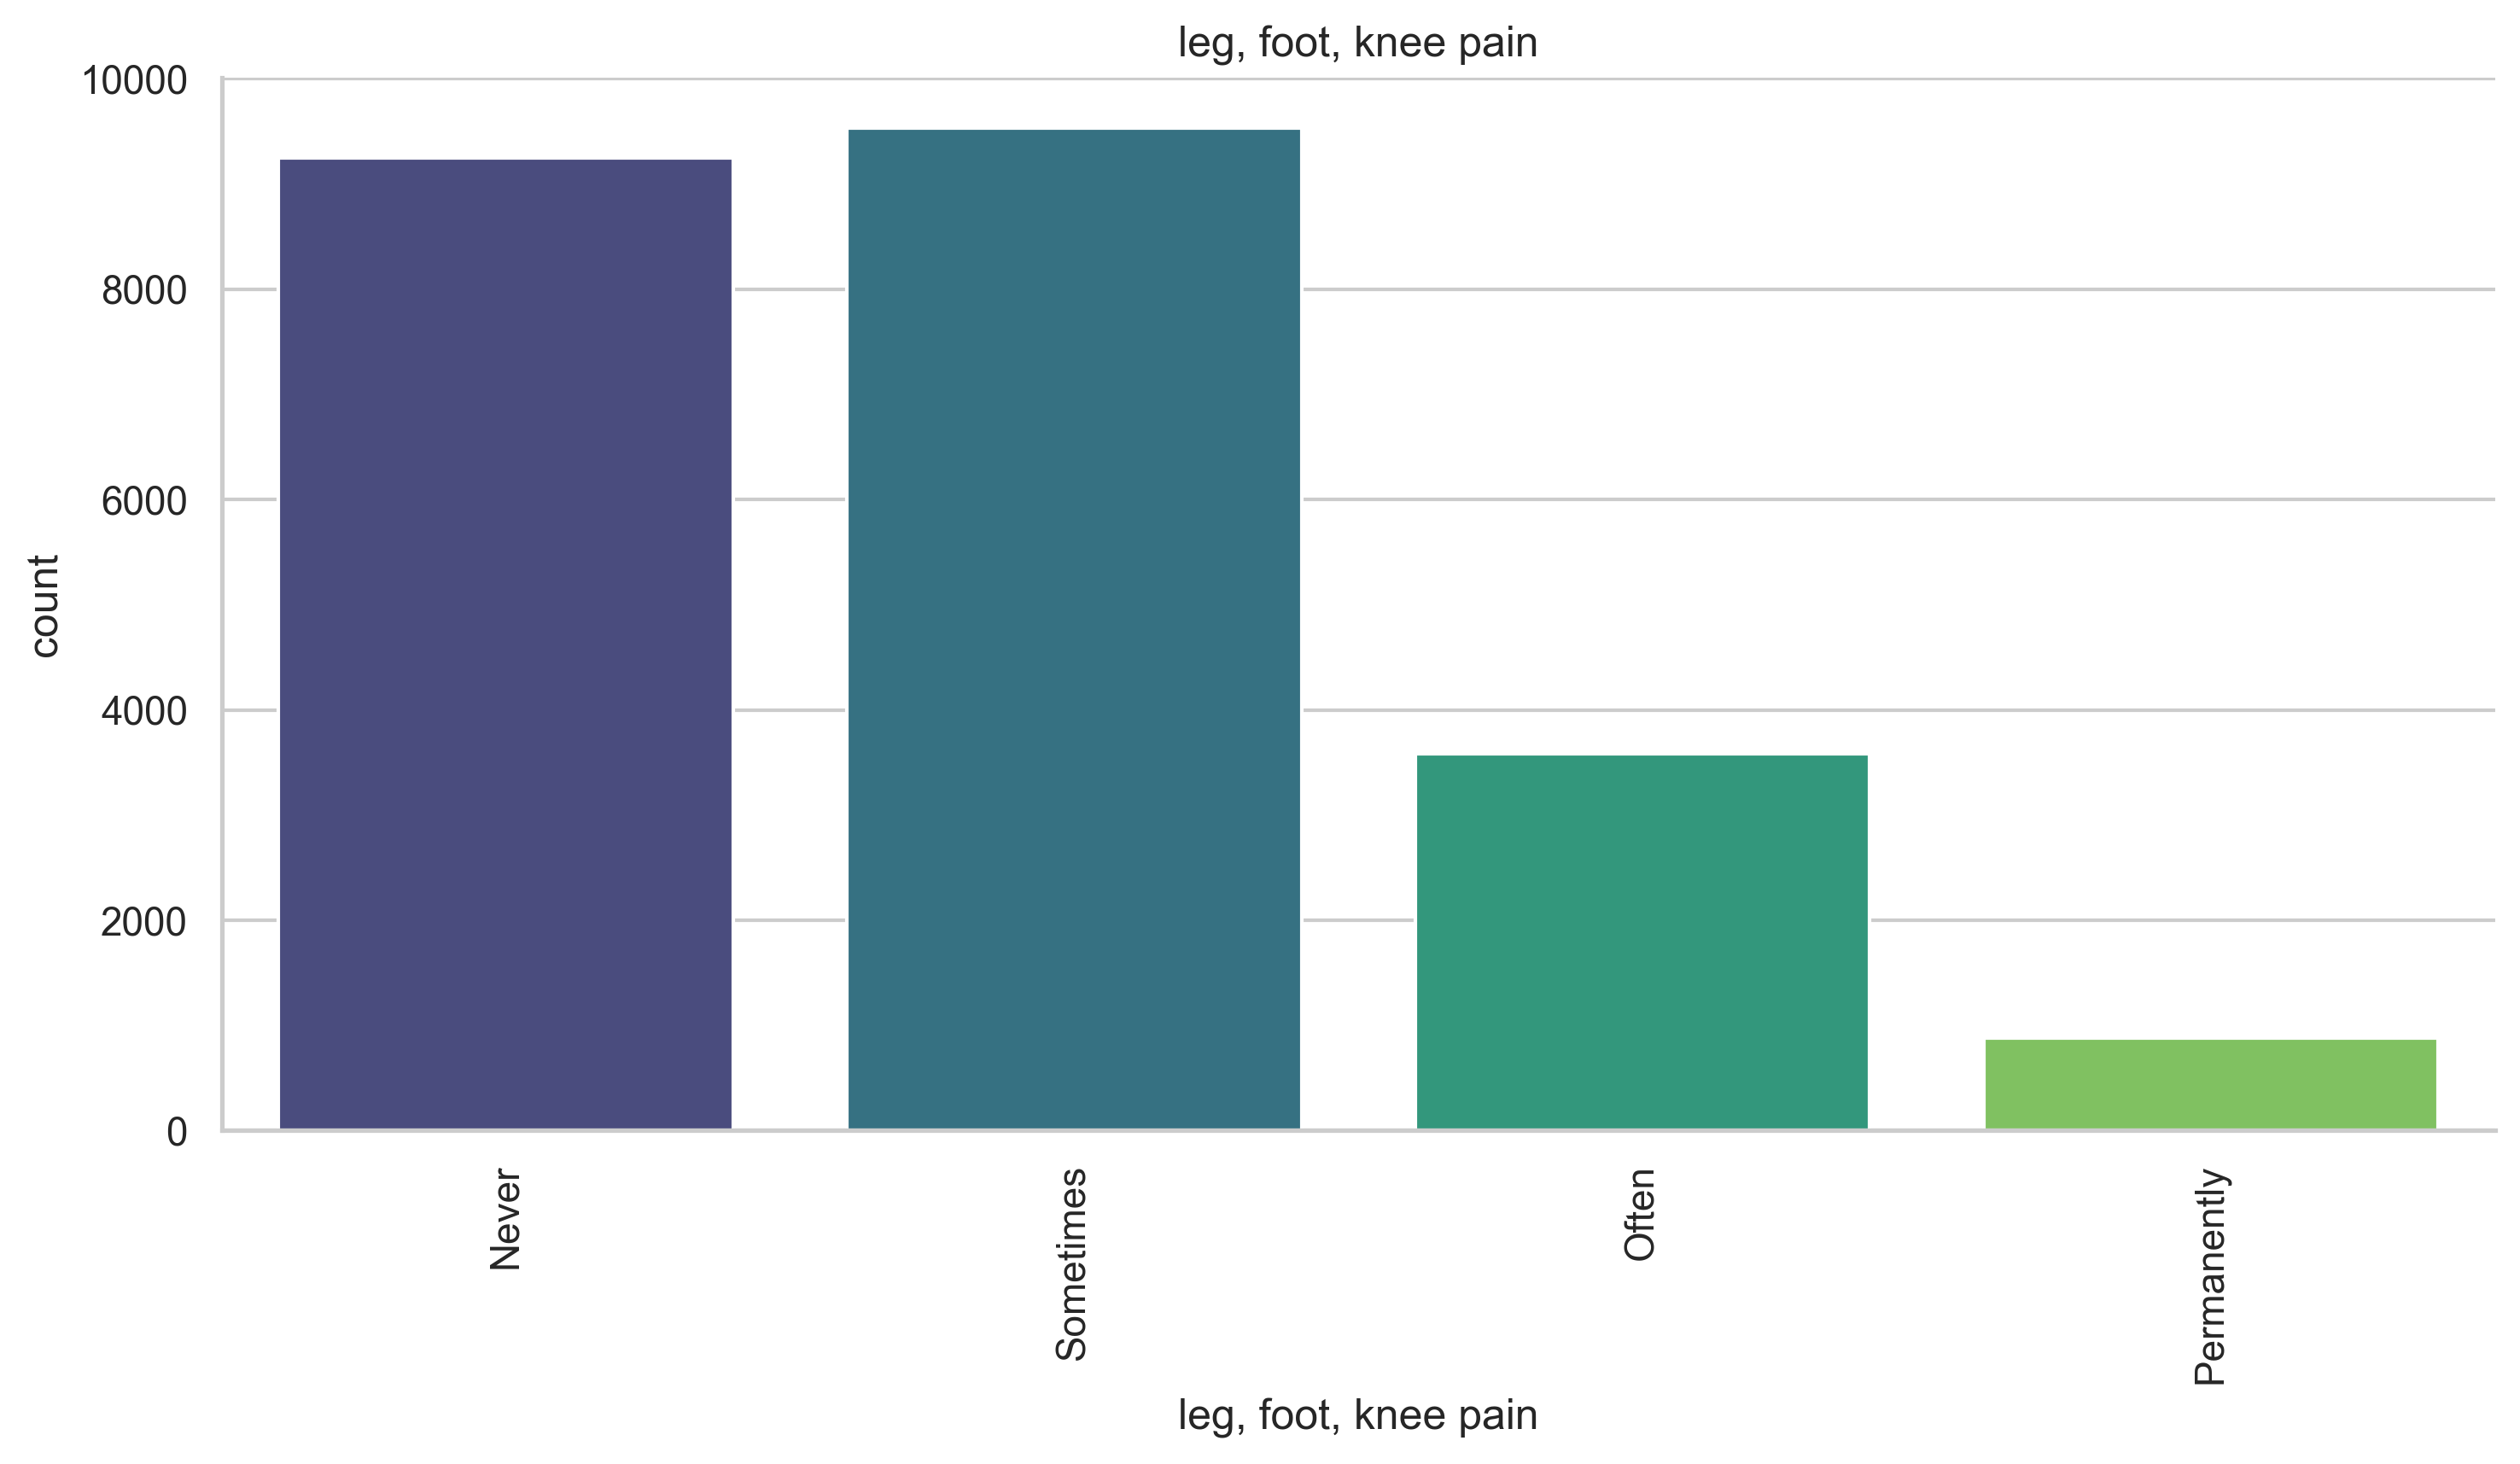 leg, foot, knee pain
10000
8000
6000
4000
2000
0
count
Never
Sometimes
Often
Permanently
leg, foot, knee pain